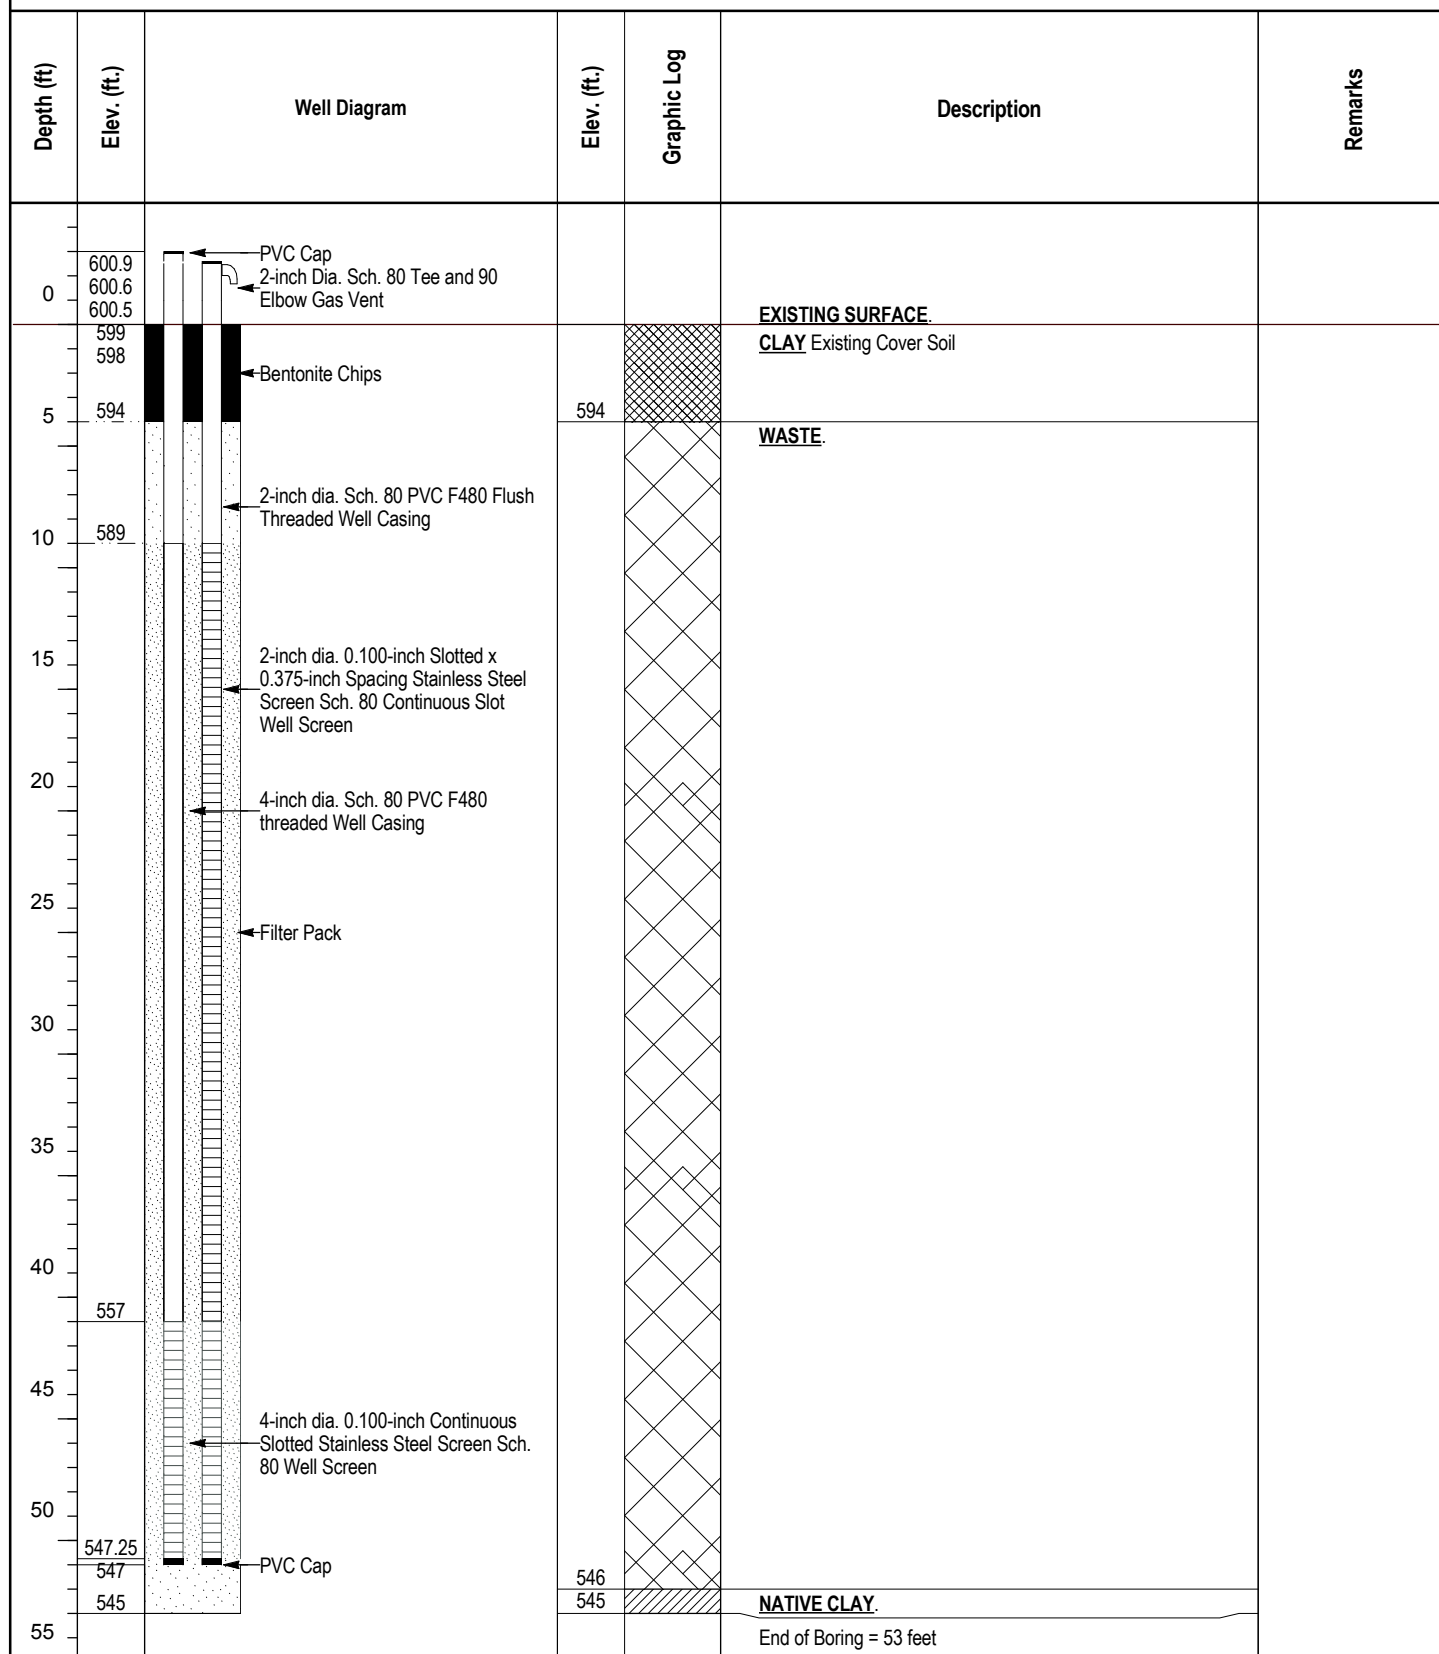 Depth (ft)
Elev. (ft.)
Well Diagram
Elev. (ft.)
Graphic Log
Description
Remarks
PVC Cap
600.9
2-inch Dia. Sch. 80 Tee and 90
600.6
Elbow Gas Vent
0
600.5
EXISTING SURFACE.
599
CLAY Existing Cover Soil
598
Bentonite Chips
5
594
594
WASTE.
2-inch dia. Sch. 80 PVC F480 Flush
Threaded Well Casing
10
589
15
2-inch dia. 0.100-inch Slotted x
0.375-inch Spacing Stainless Steel
Screen Sch. 80 Continuous Slot
Well Screen
20
4-inch dia. Sch. 80 PVC F480
threaded Well Casing
25
Filter Pack
30
35
40
557
45
4-inch dia. 0.100-inch Continuous
Slotted Stainless Steel Screen Sch.
80 Well Screen
50
547.25
PVC Cap
547
546
545
545
NATIVE CLAY.
55
End of Boring = 53 feet